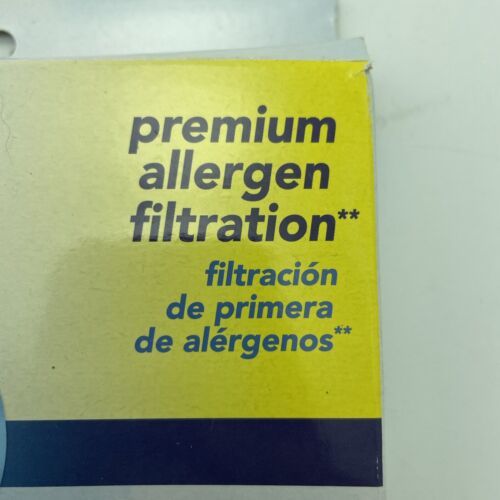 premium
allergen
filtration**
filtración
de primera
de alérgenos**